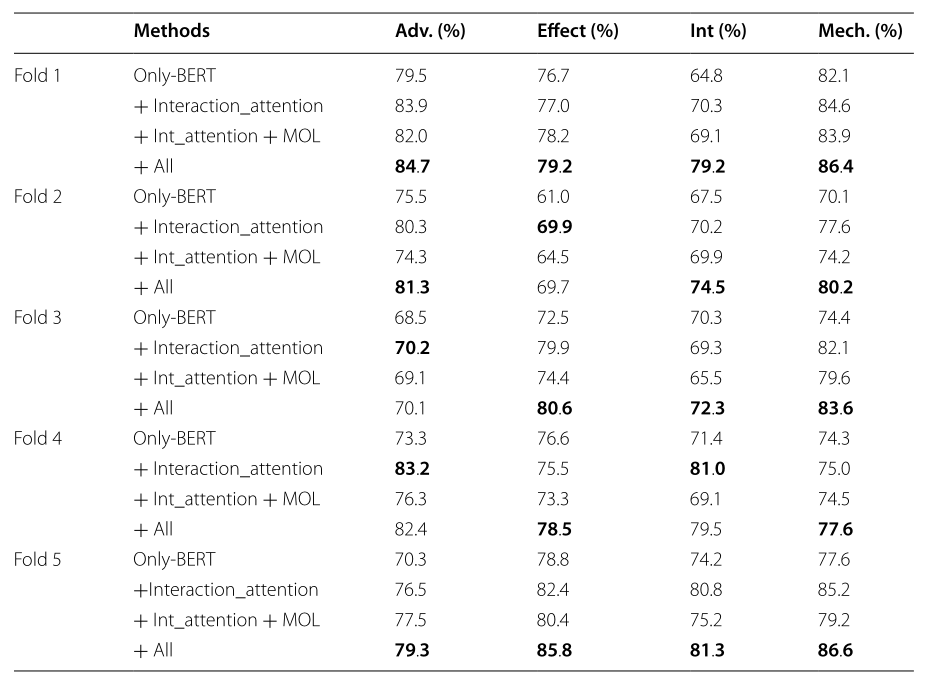 Methods Adv. (%) Effect (%) Int (%) Mech. (%)
Fold 1 Only-BERT 79.5 76.7 64.8 82.1
+ Interaction_attention 83.9 77.0 70.3 84.6
+ Int_attention + MOL 82.0 78.2 69.1 83.9
+ All 84.7 79.2 79.2 86.4
Fold 2 Only-BERT 75.5 61.0 67.5 70.1
+ Interaction_attention 80.3 69.9 70.2 77.6
+ Int_attention + MOL 74.3 64.5 69.9 74.2
+ All 81.3 69.7 74.5 80.2
Fold 3 Only-BERT 68.5 72.5 70.3 74.4
+ Interaction_attention 70.2 79.9 69.3 82.1
+ Int_attention + MOL 69.1 74.4 65.5 79.6
+ All 70.1 80.6 72.3 83.6
Fold 4 Only-BERT 73.3 76.6 71.4 74.3
+ Interaction_attention 83.2 75.5 81.0 75.0
+ Int_attention + MOL 76.3 73.3 69.1 74.5
+ All 82.4 78.5 79.5 77.6
Fold 5 Only-BERT 70.3 78.8 74.2 77.6
+Interaction_attention 76.5 82.4 80.8 85.2
+ Int_attention + MOL 77.5 80.4 75.2 79.2
+ All 79.3 85.8 81.3 86.6